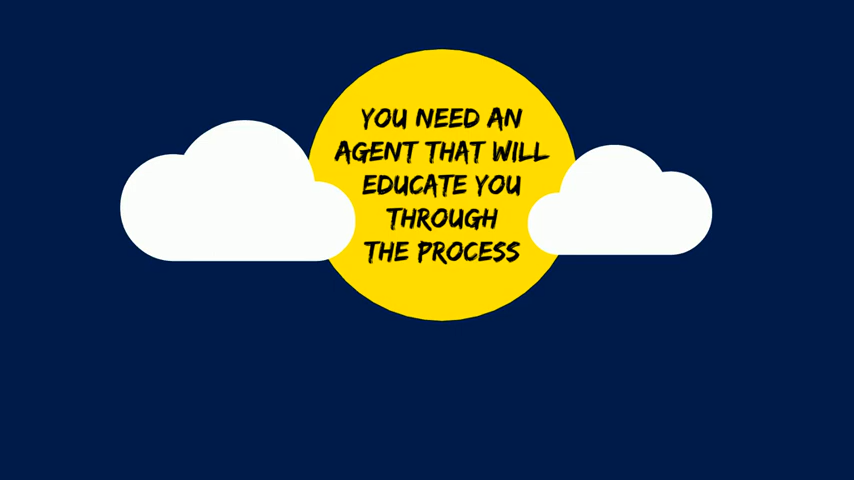 YOU NEED AN
AGENT THAT WILL
EDUCATE YOU
THROUGH
THE PROCESS